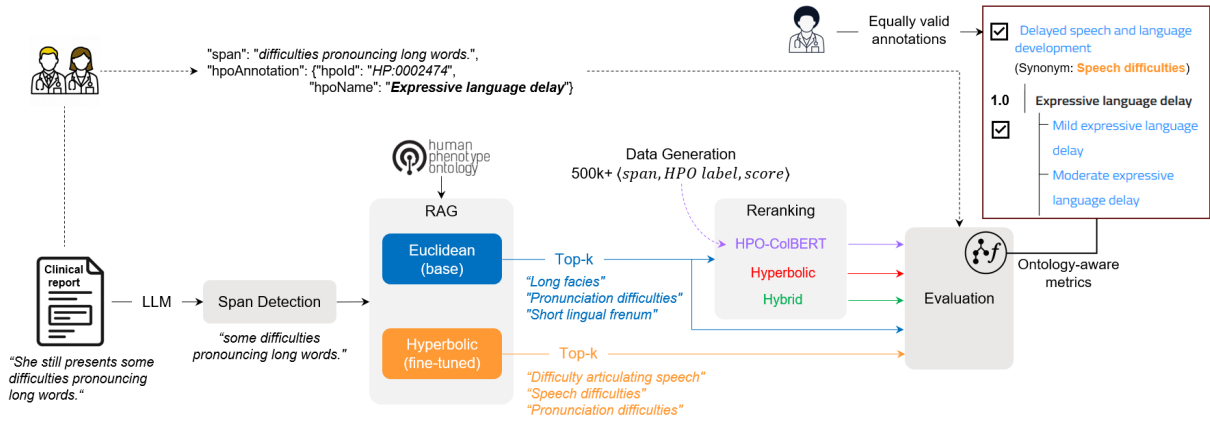 "span": "difficulties pronouncing long words.",
"hpoAnnotation": {"hpoId": "HP:0002474",
"hpoName": "Expressive language delay"}
Equally valid
annotations
Delayed speech and language
development
(Synonym: Speech difficulties)
1.0 Expressive language delay
Mild expressive language
delay
Moderate expressive
language delay
human
phenotype
ontology
Data Generation
500k+ ⟨span, HPO label, score⟩
RAG
Euclidean
(base)
Hyperbolic
(fine-tuned)
Top-k
"Long facies"
"Pronunciation difficulties"
"Short lingual frenum"
Top-k
"Difficulty articulating speech"
"Speech difficulties"
"Pronunciation difficulties"
Reranking
HPO-ColBERT
Hyperbolic
Hybrid
f
Evaluation
Ontology-aware
metrics
Clinical
report
LLM
Span Detection
"some difficulties
pronouncing long words."
"She still presents some
difficulties pronouncing
long words."